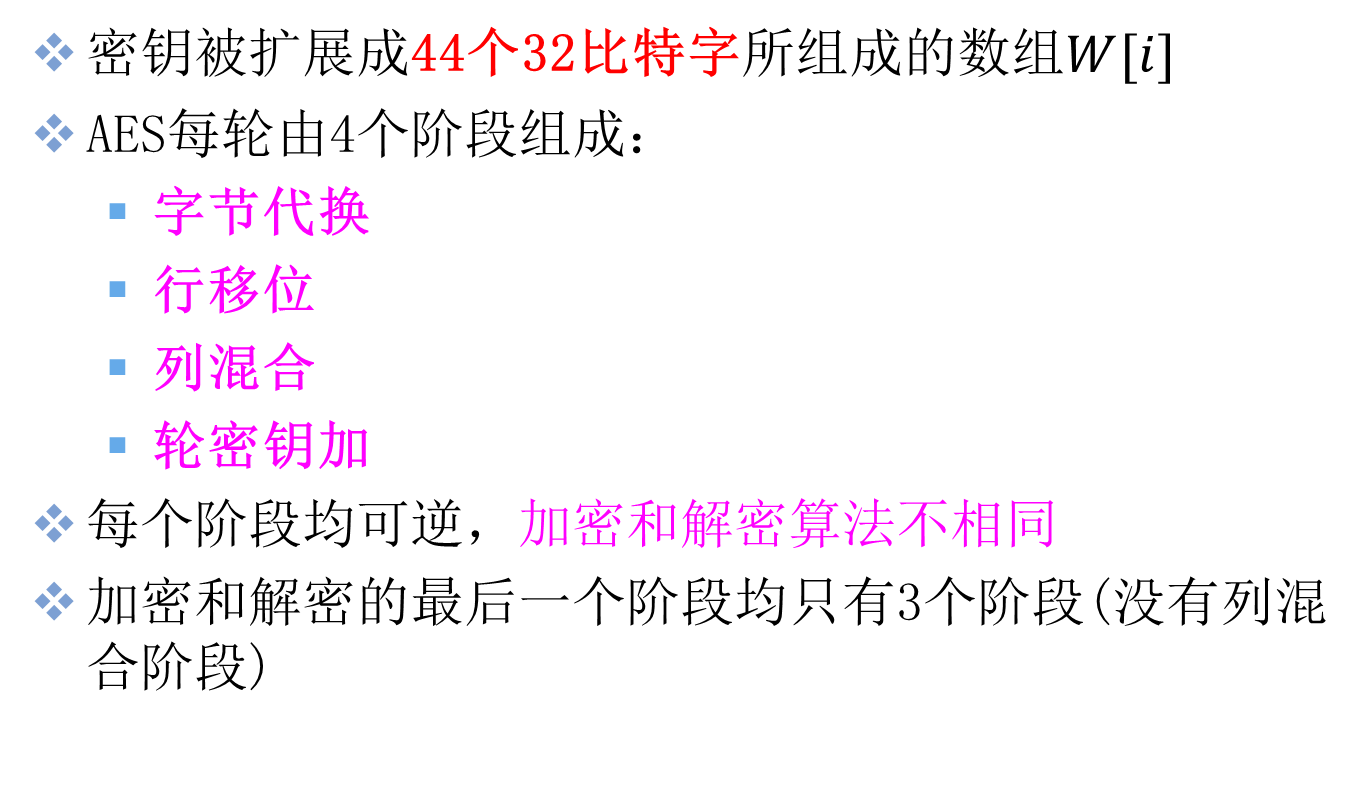 密钥被扩展成44个32比特字所组成的数组W[i]
AES每轮由4个阶段组成：
字节代换
行移位
列混合
轮密钥加
每个阶段均可逆，加密和解密算法不相同
加密和解密的最后一个阶段均只有3个阶段(没有列混
合阶段)